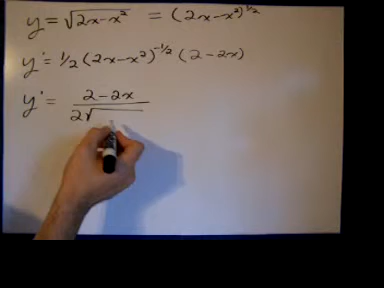 y = √2x-x² = (2x-x²)^1/2
y' = 1/2 (2x-x²)^-1/2 (2-2x)
y' = 2-2x / 2√